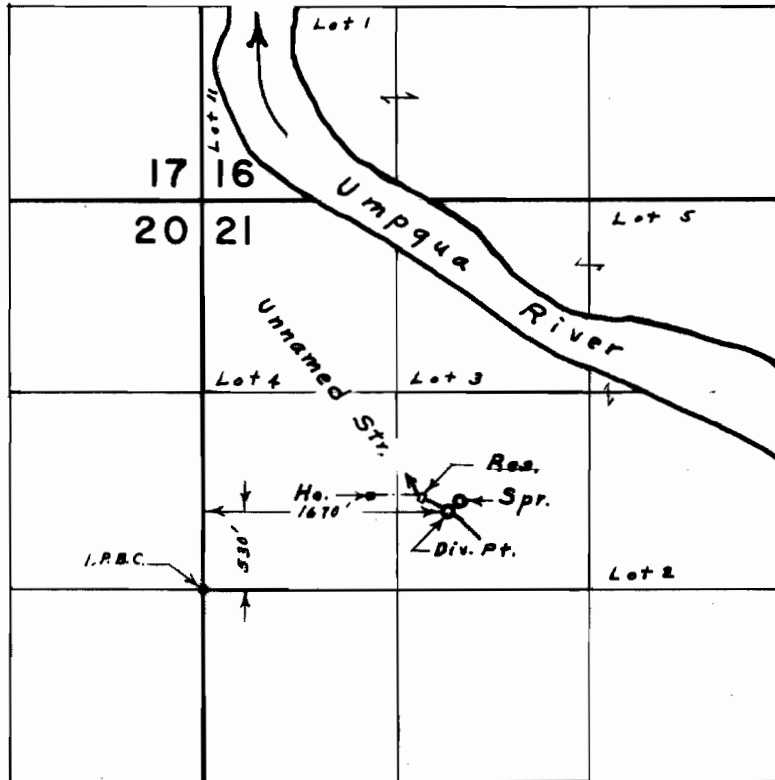 Lot 1
Lot 11
17 16
20 21
Umpqua River
Lot 5
Unnamed Str.
Lot 4
Lot 3
Res.
Ho.
Spr.
1670'
530'
Div. Pt.
I.P.B.C.
Lot 2